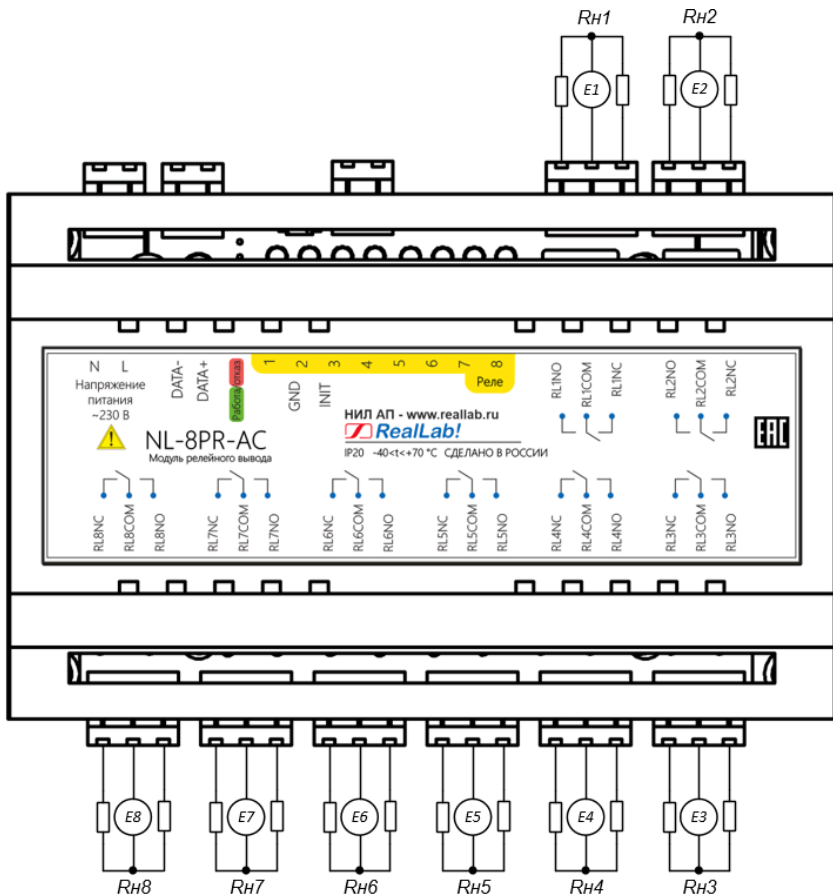 Rн1 Rн2
E1 E2
N L DATA- DATA+ Работа/отказ 1 2 3 4 5 6 7 8
Реле
GND INIT
RL1NO RL1COM RL1NC RL2NO RL2COM RL2NC
Напряжение
питания
~230 В
NL-8PR-AC
Модуль релейного вывода
НИЛ АП - www.reallab.ru
RealLab!
IP20 -40<t<+70 °C СДЕЛАНО В РОССИИ
EAC
RL8NC RL8COM RL8NO RL7NC RL7COM RL7NO RL6NC RL6COM RL6NO RL5NC RL5COM RL5NO RL4NC RL4COM RL4NO RL3NC RL3COM RL3NO
E8 E7 E6 E5 E4 E3
Rн8 Rн7 Rн6 Rн5 Rн4 Rн3